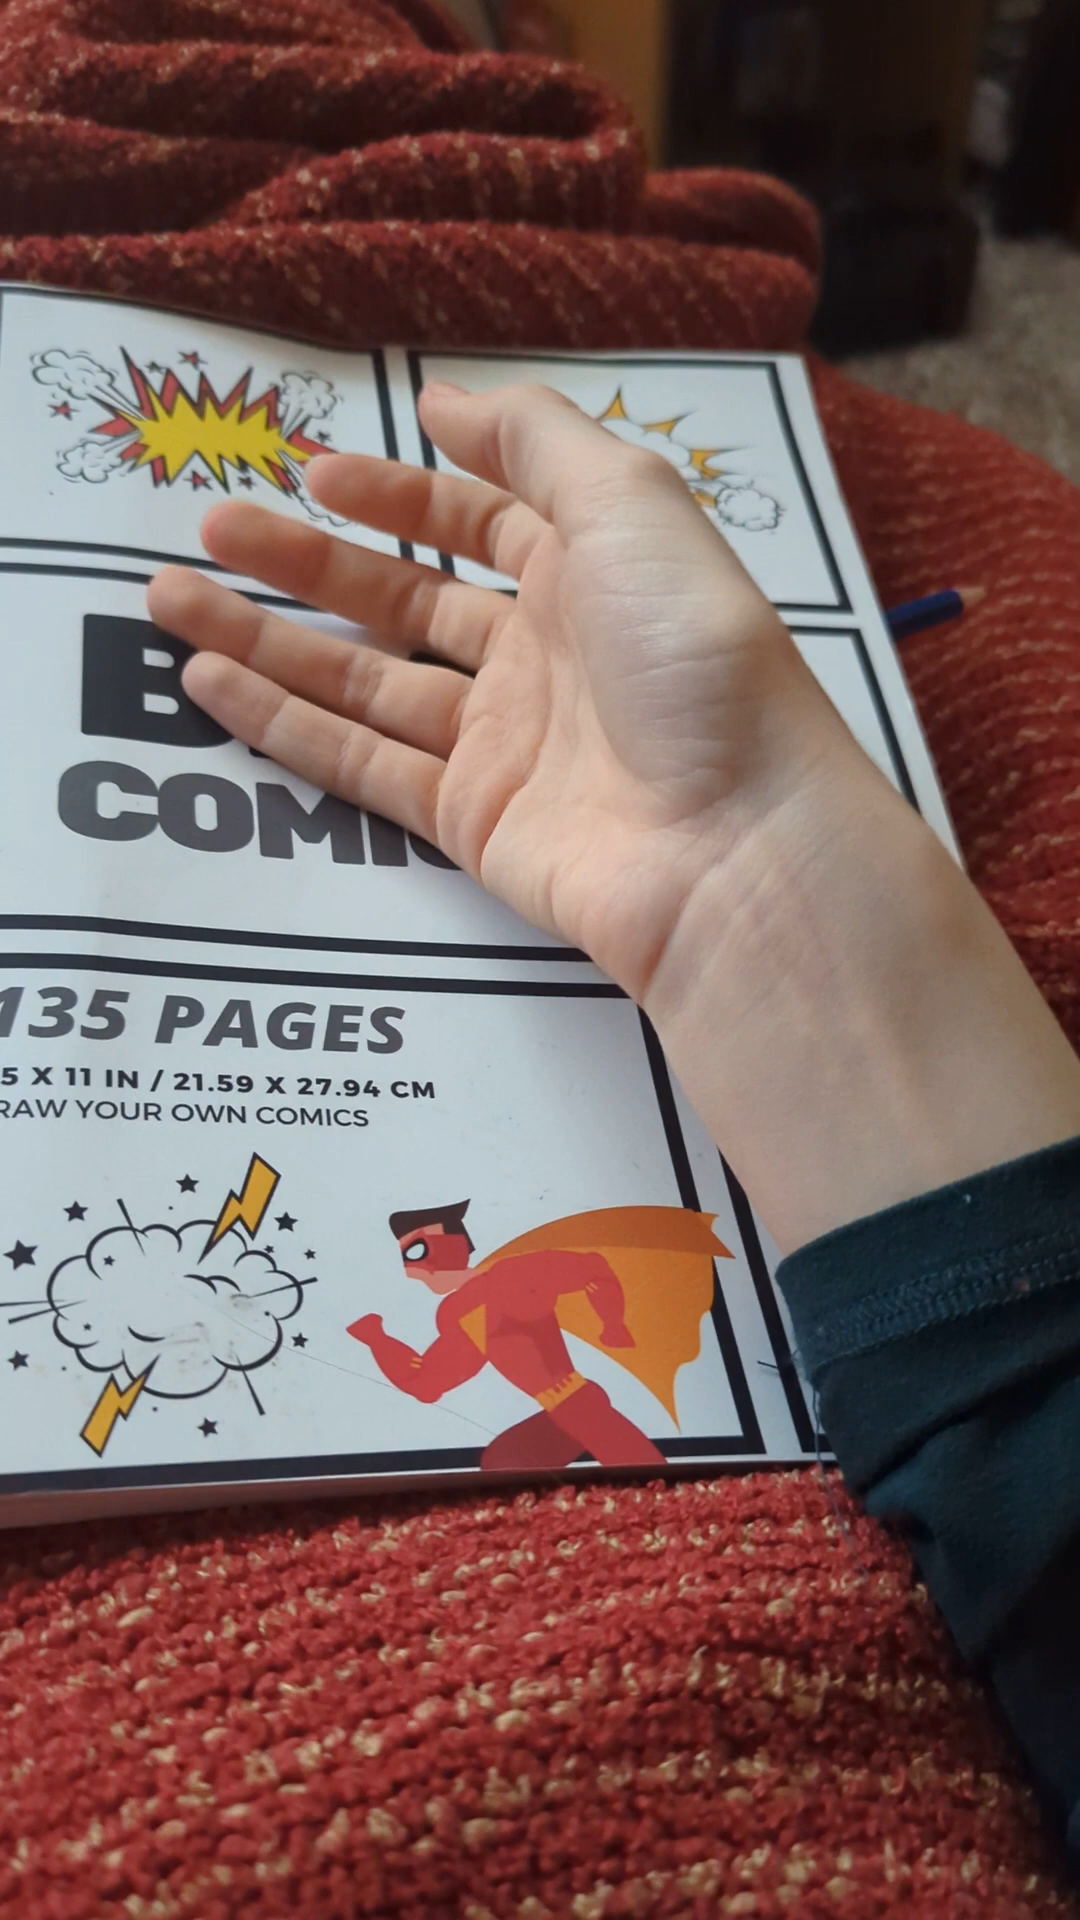 B
COMIC
135 PAGES
5 X 11 IN / 21.59 X 27.94 CM
RAW YOUR OWN COMICS